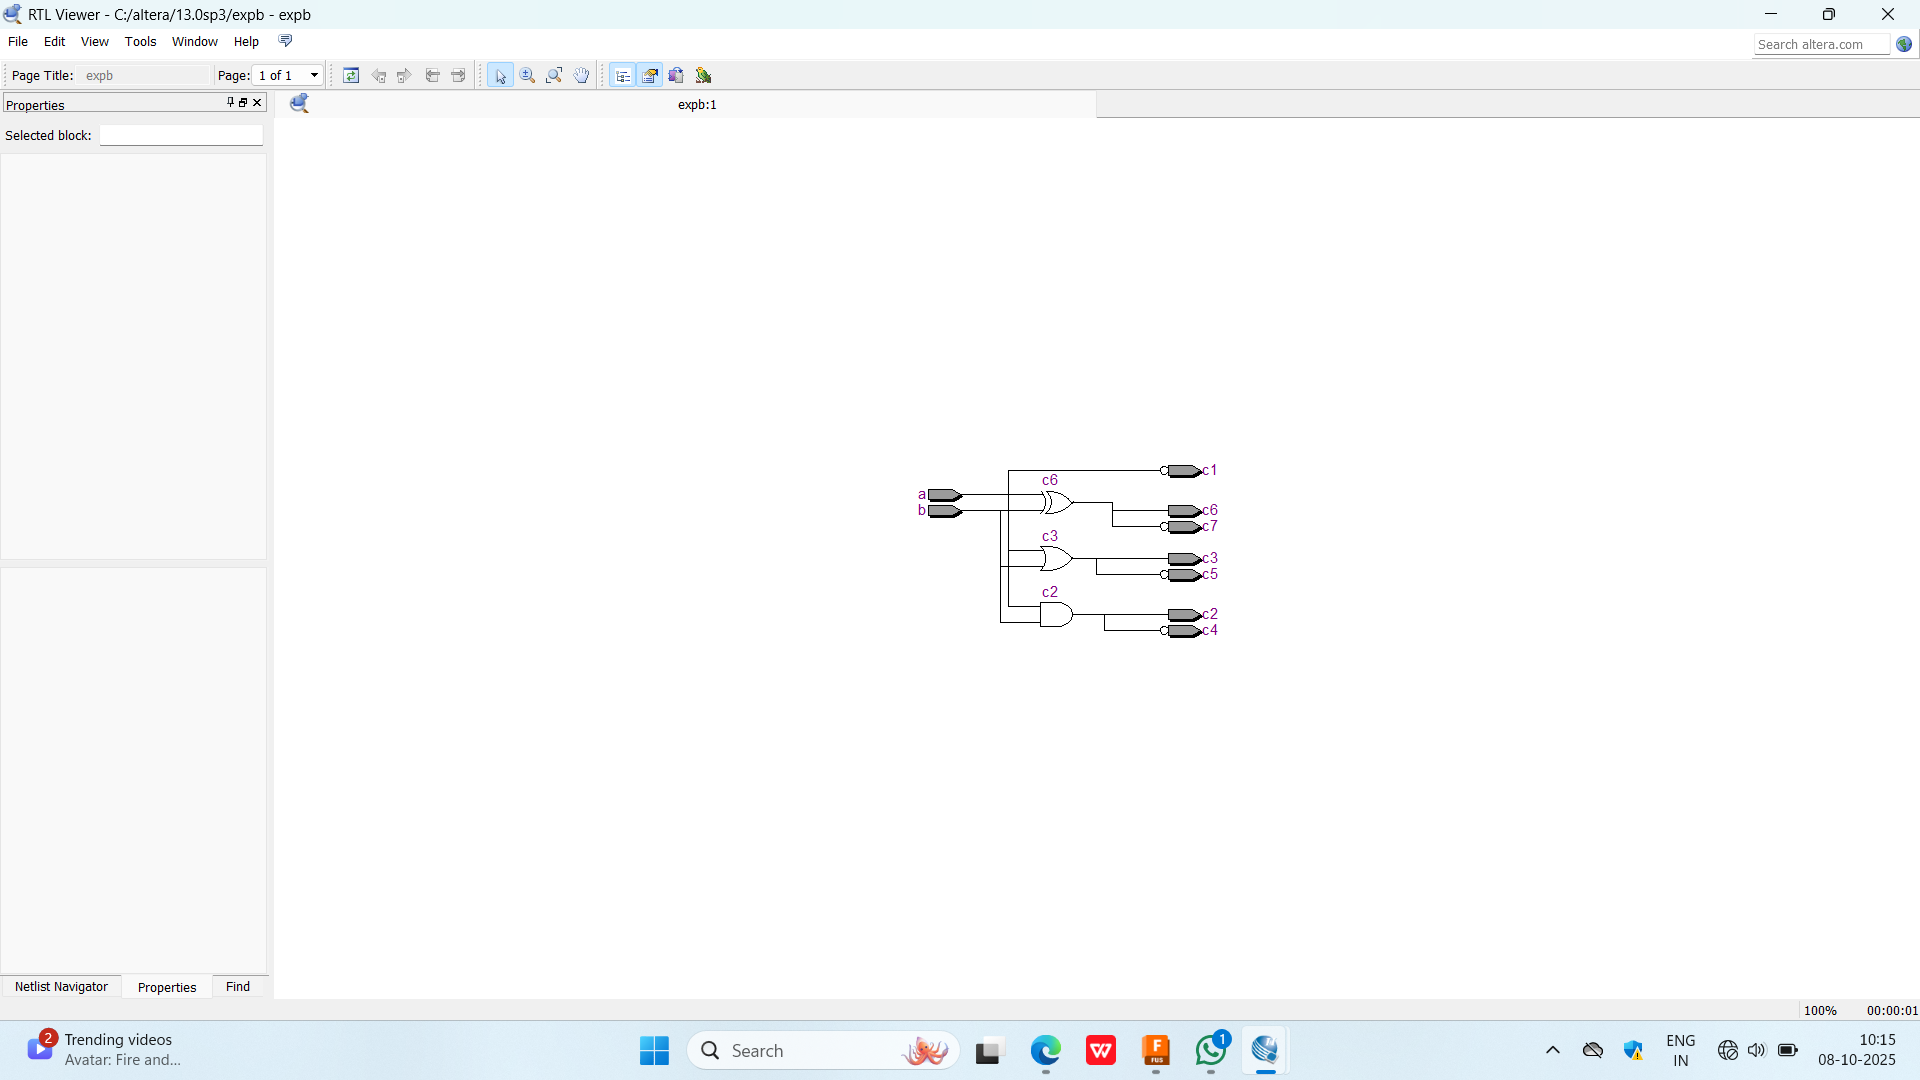 RTL Viewer - C:/altera/13.0sp3/expb - expb
File Edit View Tools Window Help
Search altera.com
Page Title: expb Page: 1 of 1
Properties
expb:1
Selected block:
c1
c6
a
c6
b
c7
c3
c3
c5
c2
c2
c4
Netlist Navigator Properties Find
100% 00:00:01
2
Trending videos
Avatar: Fire and...
Search
W
F
FUS
1
ENG
IN
10:15
08-10-2025